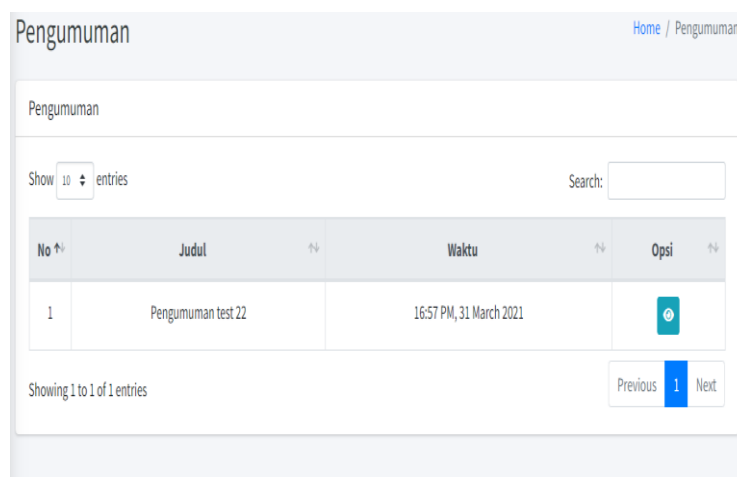 Pengumuman
Home / Pengumuman
Pengumuman
Show 10 entries
Search:
No Judul Waktu Opsi
1 Pengumuman test 22 16:57 PM, 31 March 2021
Showing 1 to 1 of 1 entries
Previous 1 Next